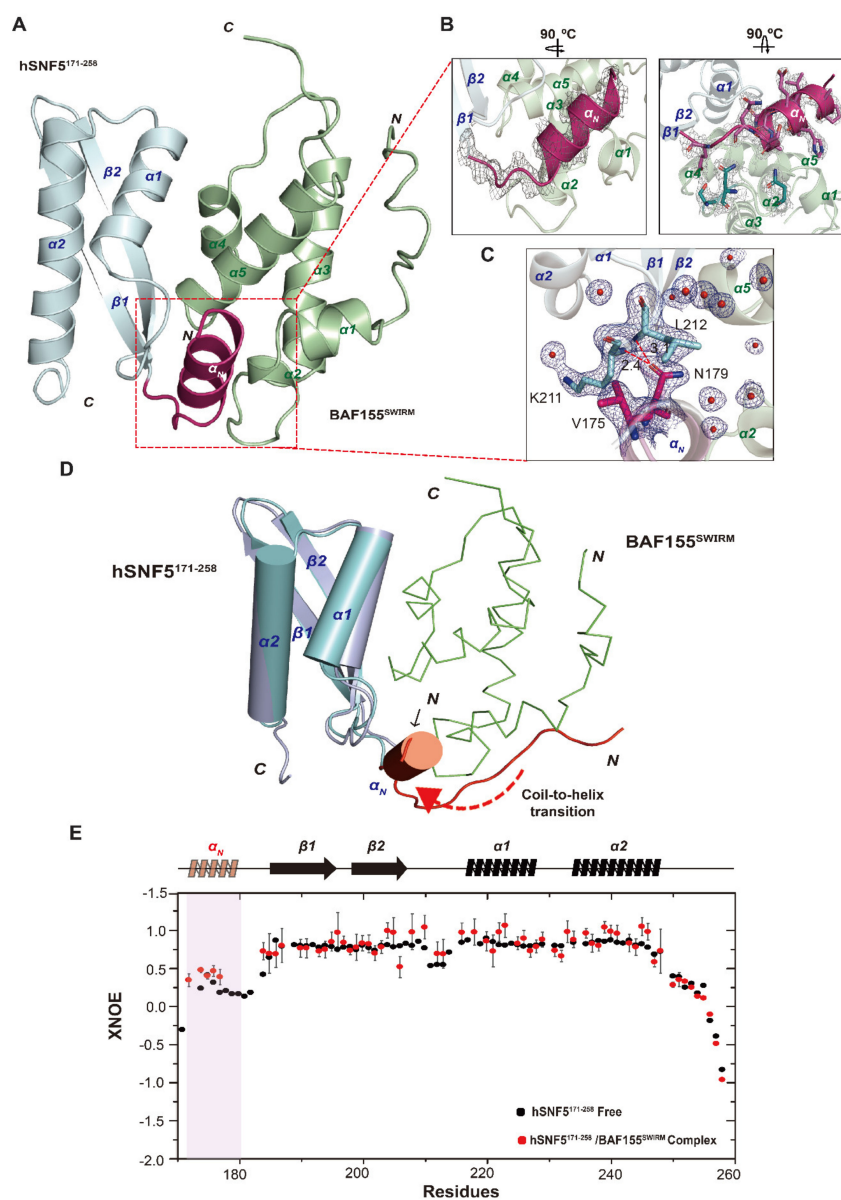 A
hSNF5171-258
C
β2
α1
α2
β1
α4
α5
α3
N
N
αN
α1
α2
C
BAF155SWIRM
B
90 ºC
90 ºC
β2
β1
α4
α5
α3
αN
α1
α2
α1
β2
β1
αN
α4
α5
α2
α3
α1
C
α1
α2
β1
β2
α5
L212
3.1
2.4
N179
K211
V175
αN
α2
D
hSNF5171-258
C
BAF155SWIRM
N
β2
α1
α2
β1
N
C
αN
N
Coil-to-helix
transition
E
αN
β1
β2
α1
α2
-1.5
1.0
0.5
0.0
-0.5
-1.0
-1.5
-2.0
XNOE
hSNF5171-258 Free
hSNF5171-258 /BAF155SWIRM Complex
180
200
220
240
260
Residues